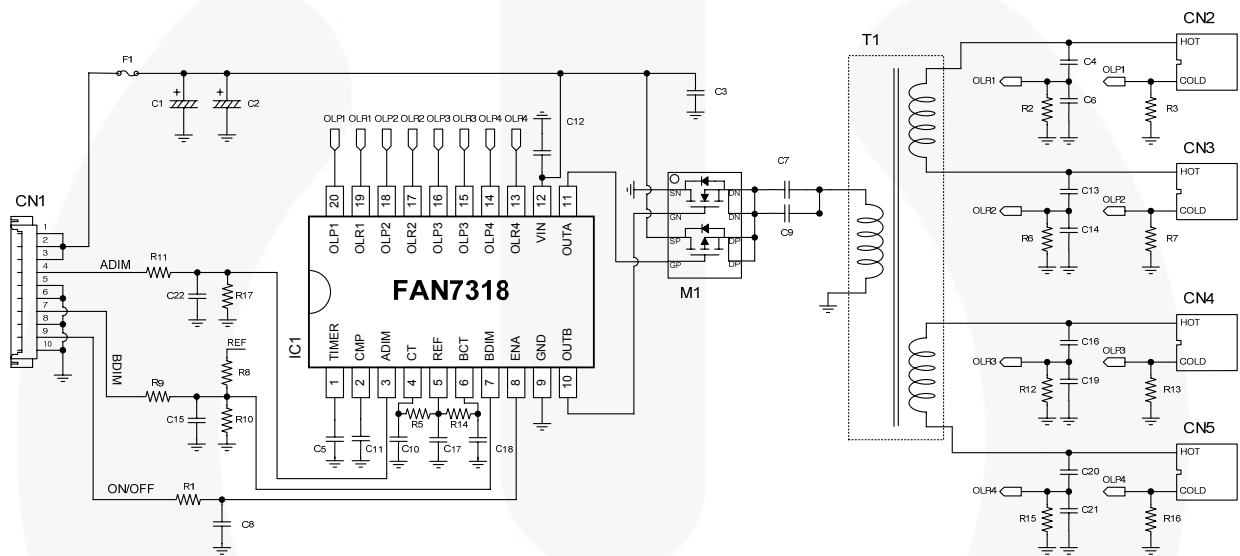 CN2
T1
HOT
F1
C4
OLR1
OLP1
COLD
C1
C2
C3
R2
C6
R3
OLP1
OLR1
OLP2
OLR2
OLP3
OLR3
OLP4
OLR4
C12
C7
CN3
HOT
20
19
18
17
16
15
14
13
12
11
SN
DN
C13
CN1
OLP1
OLR1
OLP2
OLR2
OLP3
OLR3
OLP4
OLR4
VIN
OUTA
GN
DN
C9
OLR2
OLP2
COLD
1
2
3
4
5
6
7
8
9
10
SP
DP
R6
C14
R7
ADIM
R11
GP
DP
M1
FAN7318
C22
R17
CN4
IC1
HOT
TIMER
CMP
ADIM
CT
REF
BCT
BDIM
ENA
GND
OUTB
REF
C16
BDIM
R8
OLR3
OLP3
COLD
R9
1
2
3
4
5
6
7
8
9
10
R12
C19
R13
C15
R10
R5
R14
C5
C11
C10
C17
C18
CN5
HOT
C20
ON/OFF
R1
OLR4
OLP4
COLD
C8
R15
C21
R16